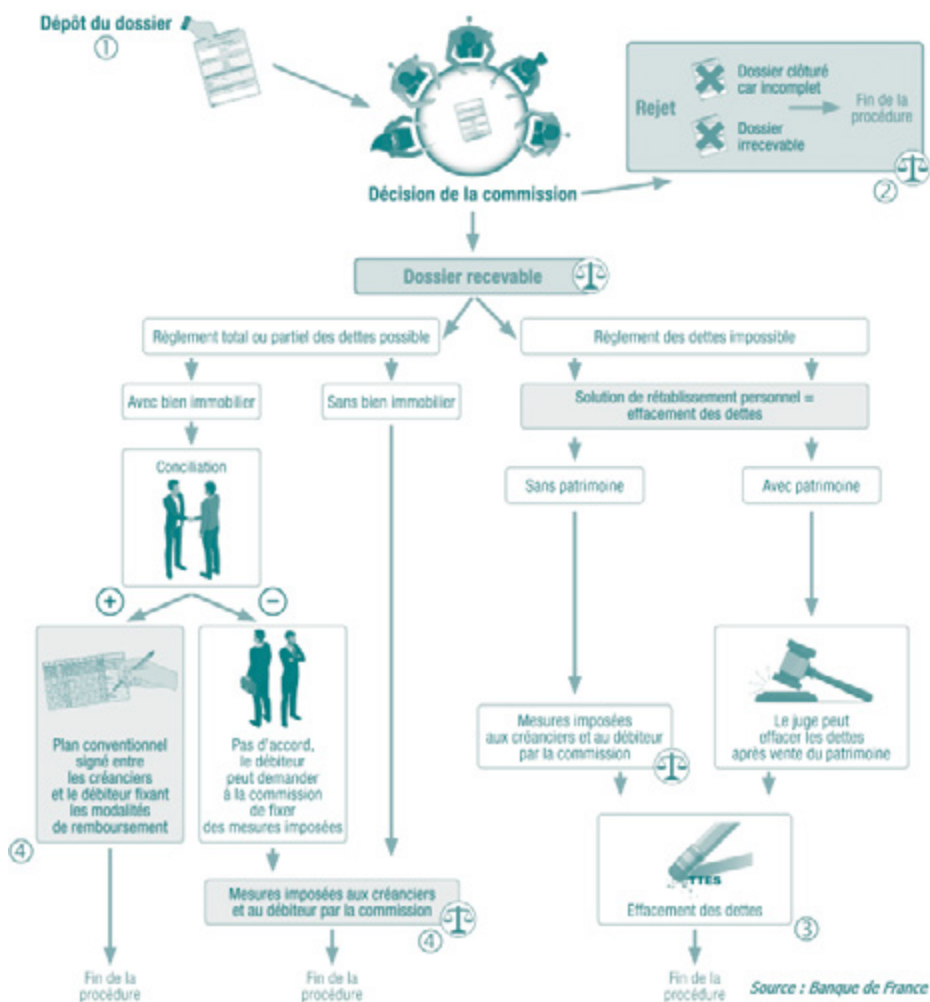 Dépôt du dossier
①
Décision de la commission
Rejet
Dossier clôturé
car incomplet
Dossier
irrecevable
Fin de la
procédure
②
Dossier recevable
Règlement total ou partiel des dettes possible
Règlement des dettes impossible
Avec bien immobilier
Sans bien immobilier
Solution de rétablissement personnel =
effacement des dettes
Conciliation
Sans patrimoine
Avec patrimoine
+
−
Plan conventionnel
signé entre
les créanciers
et le débiteur fixant
les modalités
de remboursement
④
Pas d'accord,
le débiteur
peut demander
à la commission
de fixer
des mesures imposées
Mesures imposées aux créanciers
et au débiteur par la commission
④
Mesures imposées
aux créanciers et au débiteur
par la commission
Le juge peut
effacer les dettes
après vente du patrimoine
TTES
Effacement des dettes
③
Fin de la
procédure
Fin de la
procédure
Fin de la
procédure
Source : Banque de France